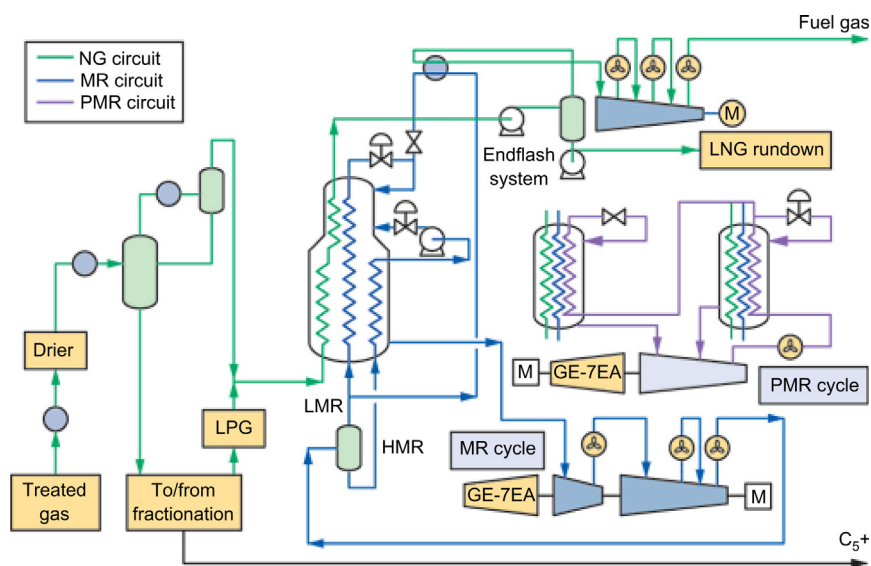 Fuel gas
NG circuit
MR circuit
PMR circuit
M
Endflash
system
LNG rundown
Drier
M
GE-7EA
PMR cycle
LMR
LPG
HMR
MR cycle
Treated
gas
To/from
fractionation
GE-7EA
M
C₅+